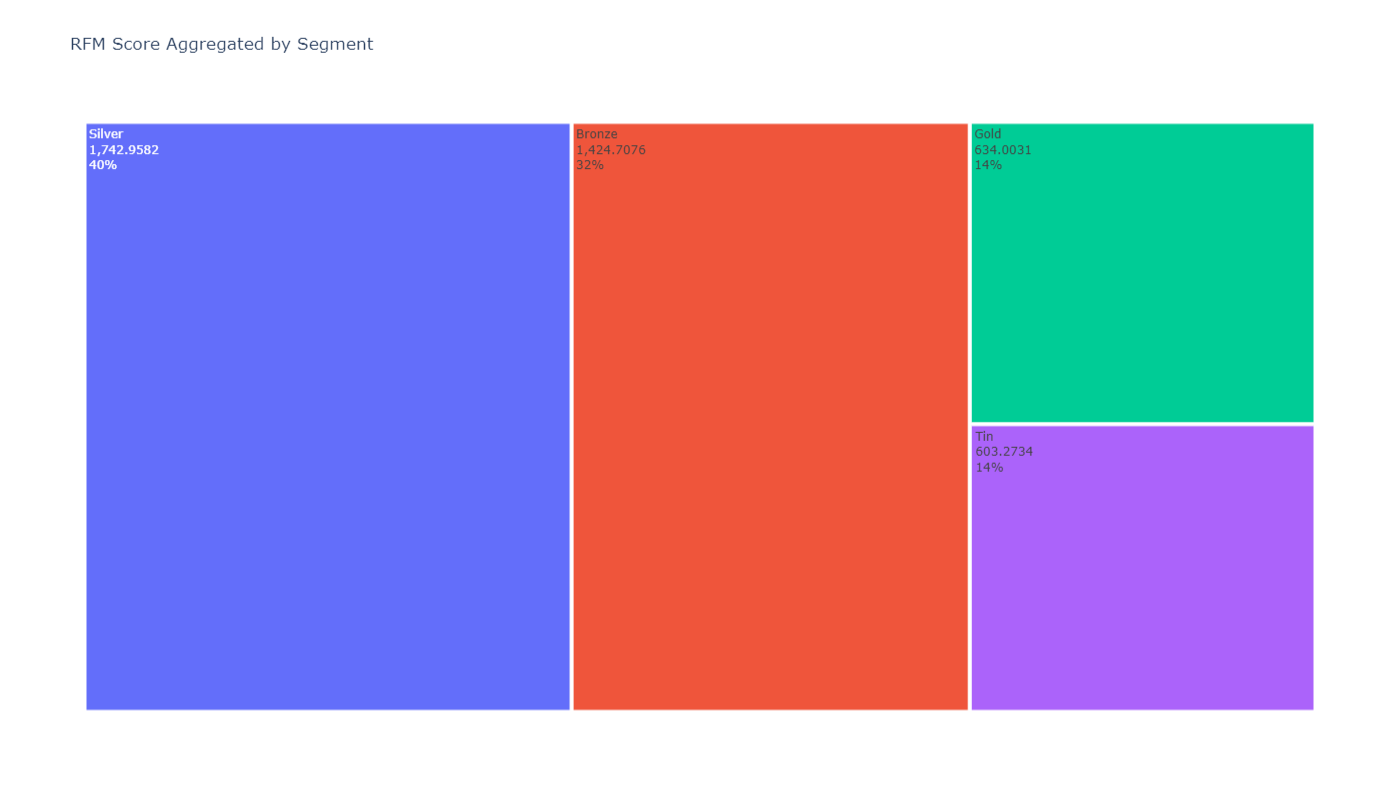 RFM Score Aggregated by Segment
Silver
1,742.9582
40%
Bronze
1,424.7076
32%
Gold
634.0031
14%
Tin
603.2734
14%